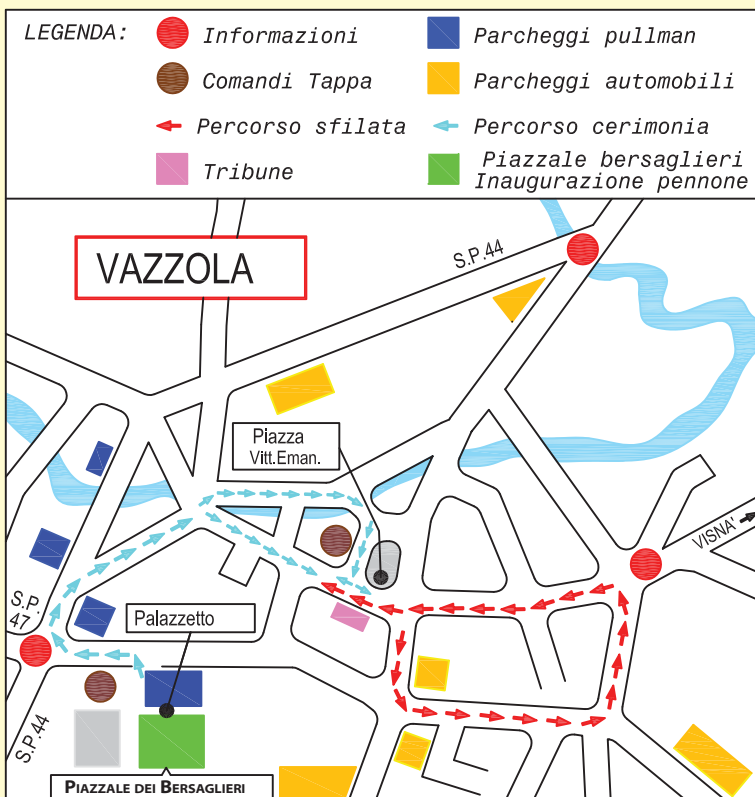 LEGENDA:
Informazioni
Parcheggi pullman
Comandi Tappa
Parcheggi automobili
Percorso sfilata
Percorso cerimonia
Tribune
Piazzale bersaglieri
Inaugurazione pennone
VAZZOLA
S.P.44
Piazza
Vitt.Eman.
VISNA'
S.P.
47
Palazzetto
S.P.44
PIAZZALE DEI BERSAGLIERI